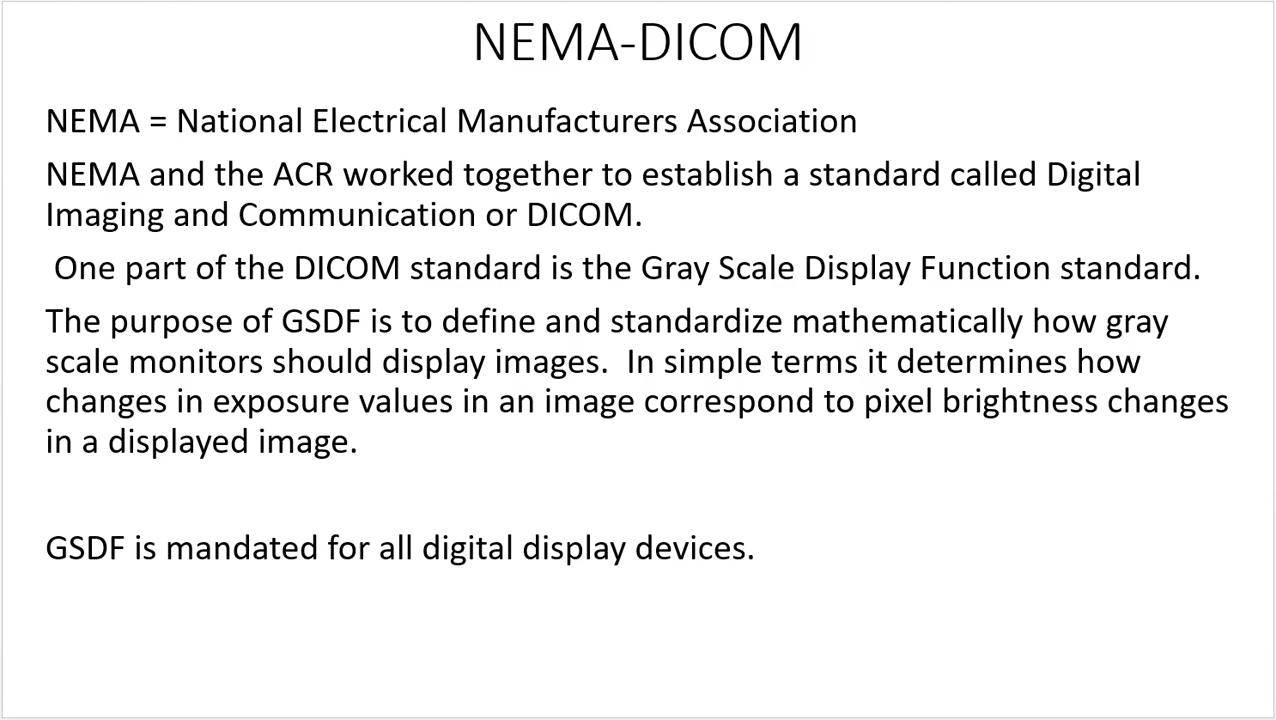 NEMA-DICOM
NEMA = National Electrical Manufacturers Association
NEMA and the ACR worked together to establish a standard called Digital
Imaging and Communication or DICOM.
One part of the DICOM standard is the Gray Scale Display Function standard.
The purpose of GSDF is to define and standardize mathematically how gray
scale monitors should display images.  In simple terms it determines how
changes in exposure values in an image correspond to pixel brightness changes
in a displayed image.
GSDF is mandated for all digital display devices.